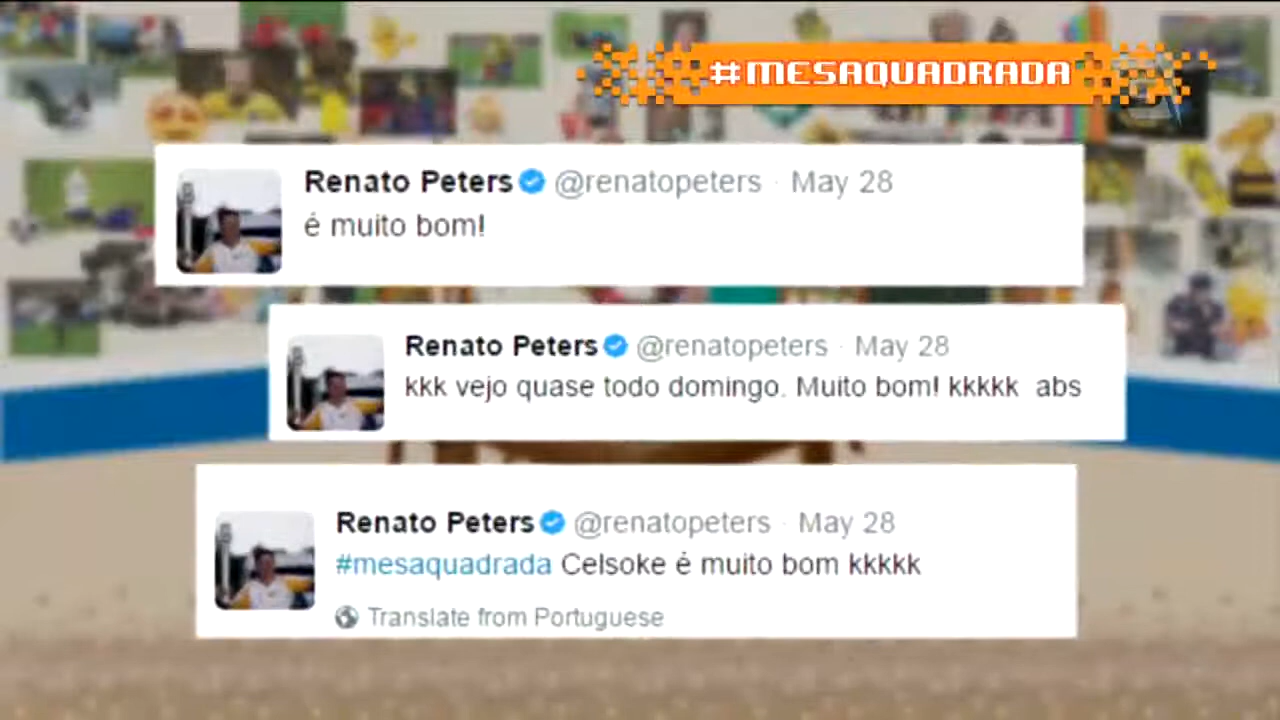 #MESAQUADRADA
Renato Peters @renatopeters · May 28
é muito bom!
Renato Peters @renatopeters · May 28
kkk vejo quase todo domingo. Muito bom! kkkkk abs
Renato Peters @renatopeters · May 28
#mesaquadrada Celsoke é muito bom kkkkk
Translate from Portuguese